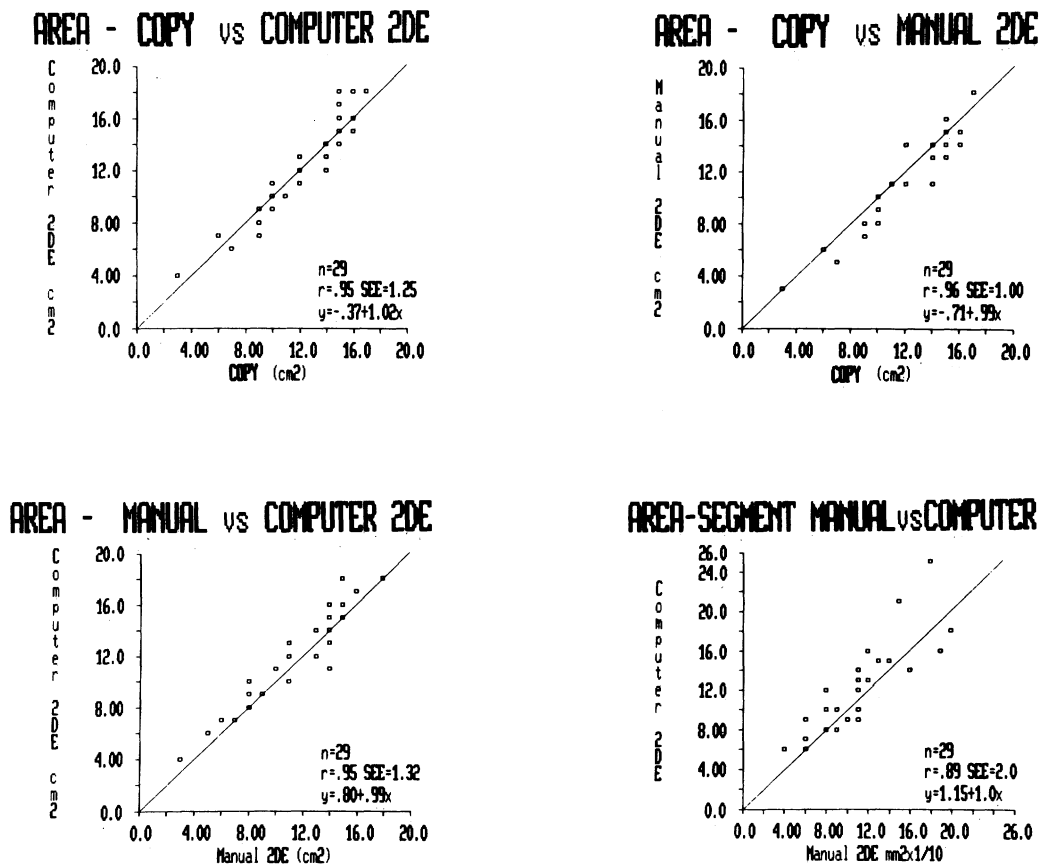 AREA - COPY vs COMPUTER 2DE
Computer 2DE cm2
20.0
16.0
12.0
8.00
4.00
0.0
n=29
r=.95 SEE=1.25
y=-.37+1.02x
0.0 4.00 8.00 12.0 16.0 20.0
COPY (cm2)
AREA - COPY vs MANUAL 2DE
Manual 2DE cm2
20.0
16.0
12.0
8.00
4.00
0.0
n=29
r=.96 SEE=1.00
y=-.71+.99x
0.0 4.00 8.00 12.0 16.0 20.0
COPY (cm2)
AREA - MANUAL vs COMPUTER 2DE
Computer 2DE cm2
20.0
16.0
12.0
8.00
4.00
0.0
n=29
r=.95 SEE=1.32
y=.80+.99x
0.0 4.00 8.00 12.0 16.0 20.0
Manual 2DE (cm2)
AREA-SEGMENT MANUAL vs COMPUTER
Computer 2DE
26.0
24.0
20.0
16.0
12.0
8.00
4.00
0.0
n=29
r=.89 SEE=2.0
y=1.15+1.0x
0.0 4.00 8.00 12.0 16.0 20.0 26.0
Manual 2DE mm2x1/10